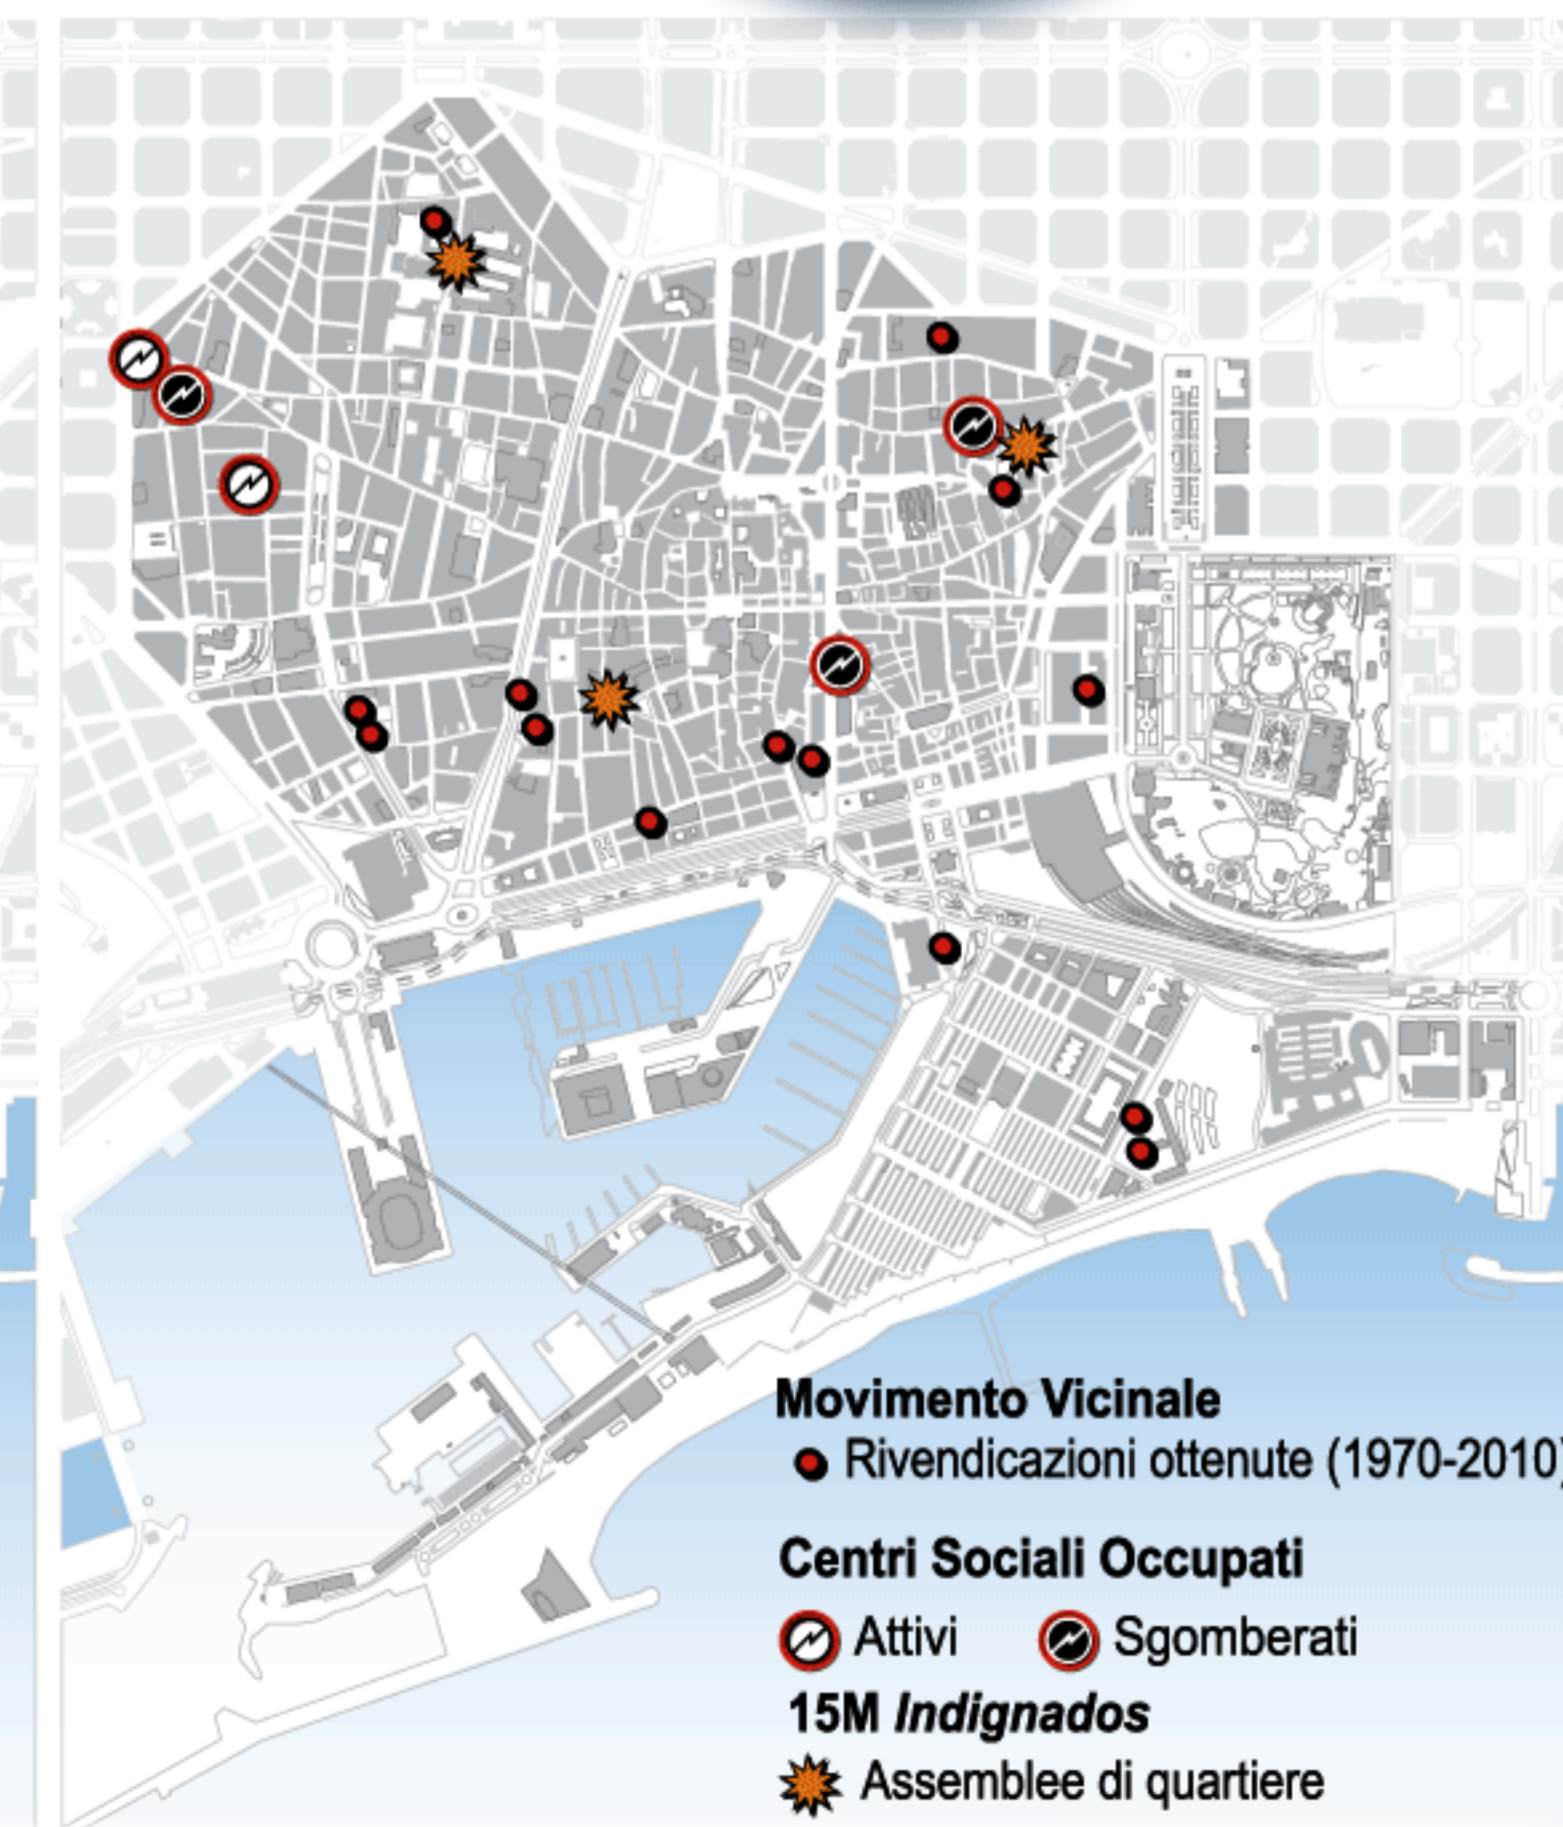 Movimento Vicinale
Rivendicazioni ottenute (1970-2010)
Centri Sociali Occupati
Attivi Sgomberati
15M Indignados
Assemblee di quartiere